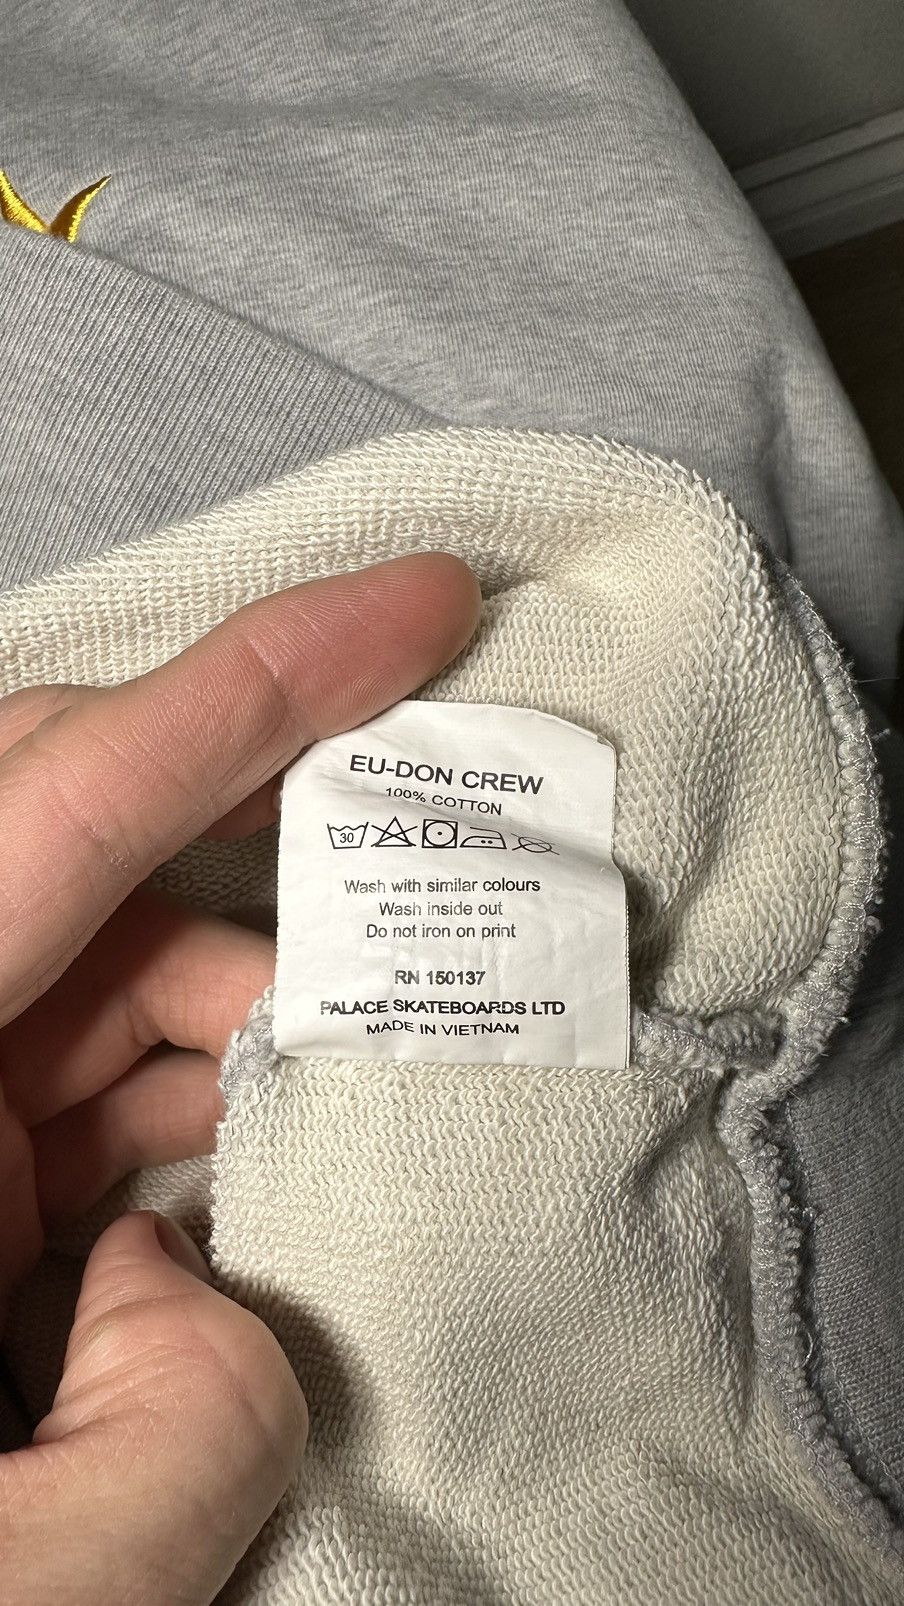 EU-DON CREW
100% COTTON
30
Wash with similar colours
Wash inside out
Do not iron on print
RN 150137
PALACE SKATEBOARDS LTD
MADE IN VIETNAM